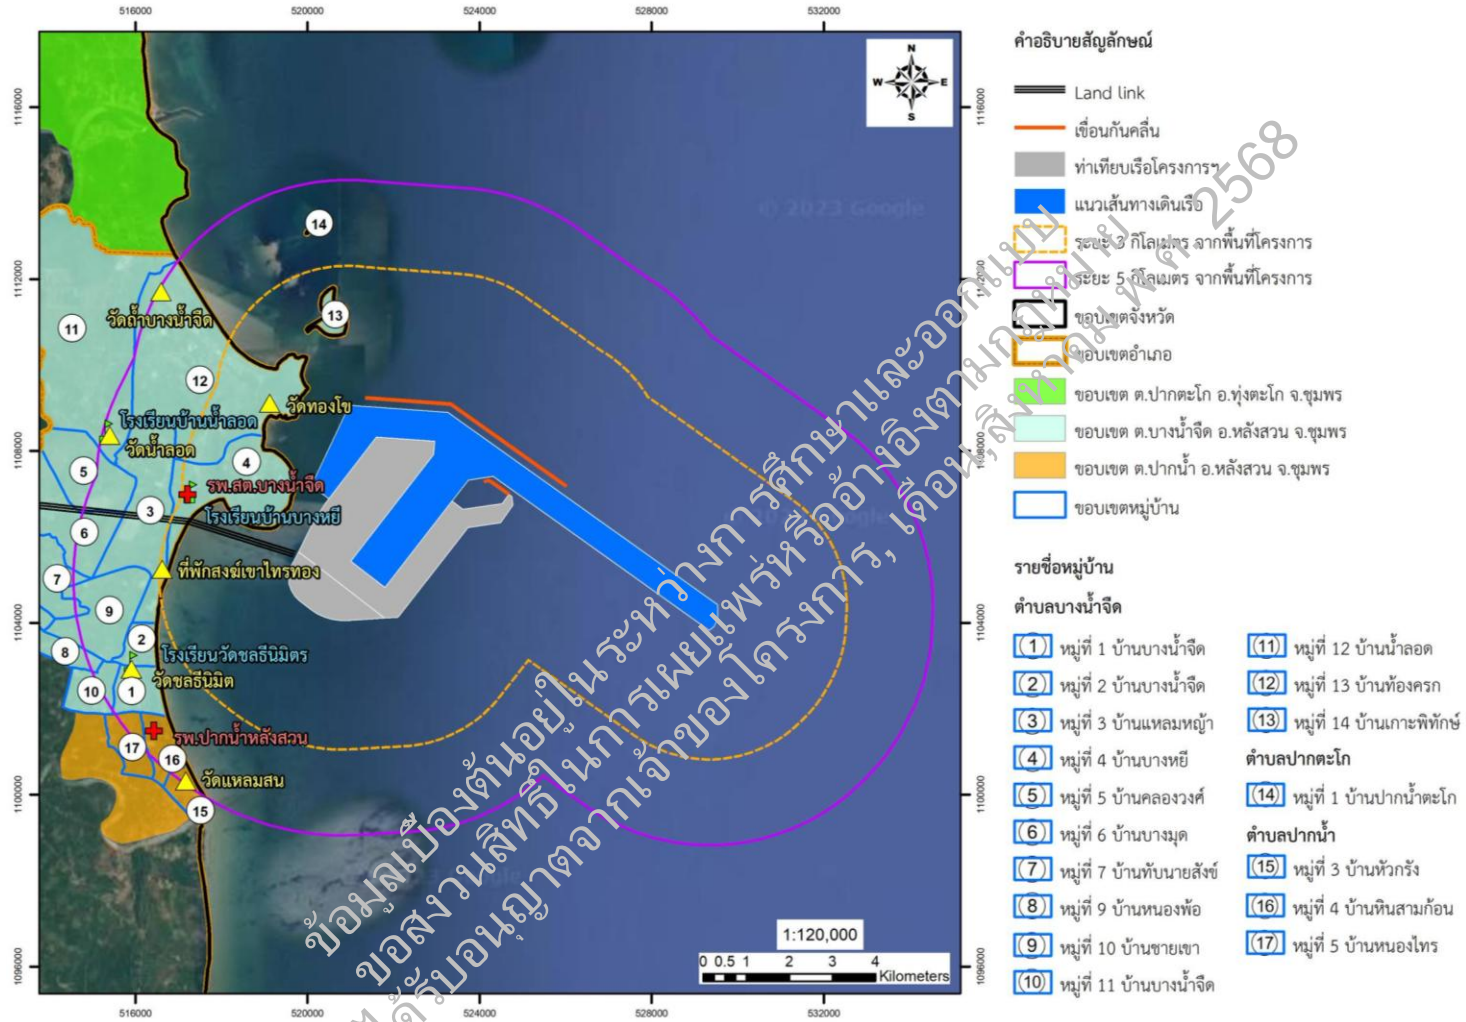 516000 520000 524000 528000 532000
1116000
1112000
1108000
1104000
1100000
1096000
N
W E
S
© 2023 Google
14
13
11
วัดถ้ำบางน้ำจืด
12
วัดทองโข
โรงเรียนบ้านน้ำลอด
วัดน้ำลอด
5
4
รพ.สต.บางน้ำจืด
3
โรงเรียนบ้านบางหยี
6
ที่พักสงฆ์เขาไทรทอง
7
9
2
8
โรงเรียนวัดชลธีนิมิตร
วัดชลธีนิมิต
10
1
รพ.ปากน้ำหลังสวน
17
16
วัดแหลมสน
15
1:120,000
0 0.5 1 2 3 4
Kilometers
516000 520000 524000 528000 532000
1116000
1112000
1108000
1104000
1100000
1096000
คำอธิบายสัญลักษณ์
Land link
เขื่อนกันคลื่น
ท่าเทียบเรือโครงการฯ
แนวเส้นทางเดินเรือ
ระยะ 3 กิโลเมตร จากพื้นที่โครงการ
ระยะ 5 กิโลเมตร จากพื้นที่โครงการ
ขอบเขตจังหวัด
ขอบเขตอำเภอ
ขอบเขต ต.ปากตะโก อ.ทุ่งตะโก จ.ชุมพร
ขอบเขต ต.บางน้ำจืด อ.หลังสวน จ.ชุมพร
ขอบเขต ต.ปากน้ำ อ.หลังสวน จ.ชุมพร
ขอบเขตหมู่บ้าน
รายชื่อหมู่บ้าน
ตำบลบางน้ำจืด
1 หมู่ที่ 1 บ้านบางน้ำจืด
2 หมู่ที่ 2 บ้านบางน้ำจืด
3 หมู่ที่ 3 บ้านแหลมหญ้า
4 หมู่ที่ 4 บ้านบางหยี
5 หมู่ที่ 5 บ้านคลองวงศ์
6 หมู่ที่ 6 บ้านบางมุด
7 หมู่ที่ 7 บ้านทับนายสังข์
8 หมู่ที่ 9 บ้านหนองพ้อ
9 หมู่ที่ 10 บ้านชายเขา
10 หมู่ที่ 11 บ้านบางน้ำจืด
11 หมู่ที่ 12 บ้านน้ำลอด
12 หมู่ที่ 13 บ้านท้องครก
13 หมู่ที่ 14 บ้านเกาะพิทักษ์
ตำบลปากตะโก
14 หมู่ที่ 1 บ้านปากน้ำตะโก
ตำบลปากน้ำ
15 หมู่ที่ 3 บ้านหัวกรัง
16 หมู่ที่ 4 บ้านหินสามก้อน
17 หมู่ที่ 5 บ้านหนองไทร
ข้อมูลเบื้องต้นอยู่ในระหว่างการศึกษาและออกแบบ
ขอสงวนสิทธิ์ในการเผยแพร่หรืออ้างอิงตามกฎหมาย
ได้รับอนุญาตจากเจ้าของโครงการ, เดือน,สิงหาคม พ.ศ. 2568